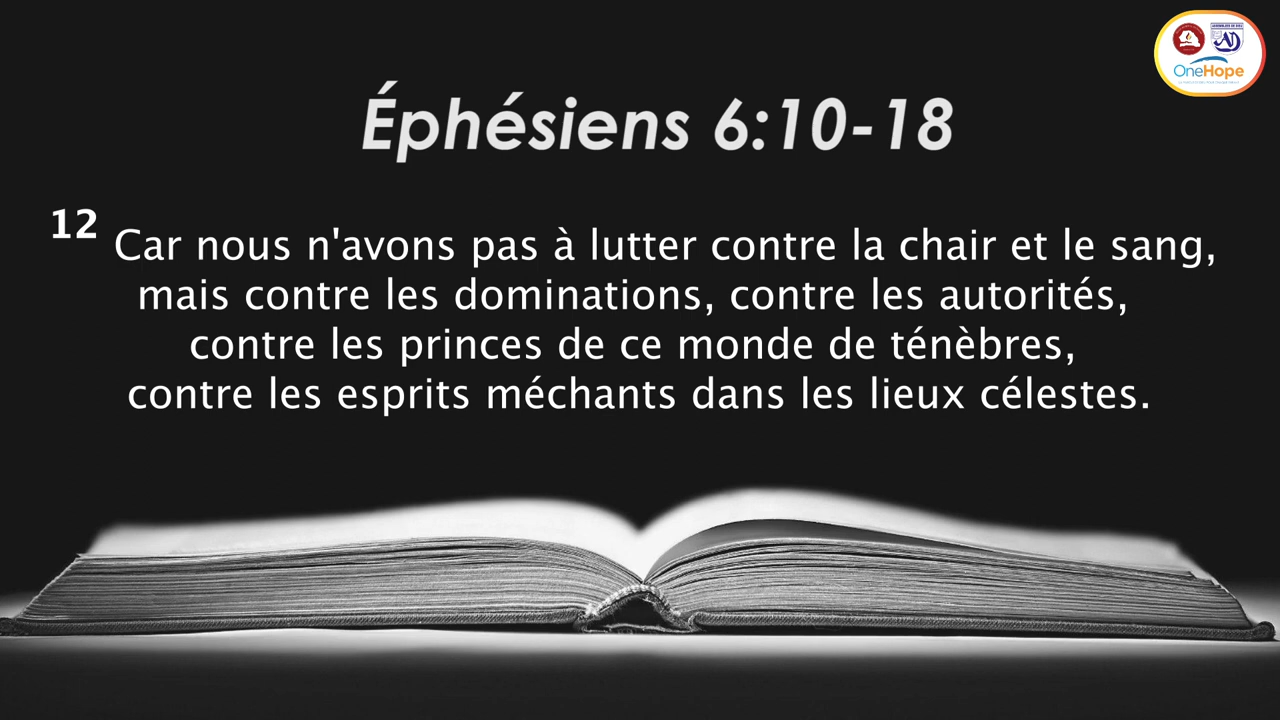 OneHope
Éphésiens 6:10-18
12 Car nous n'avons pas à lutter contre la chair et le sang,
mais contre les dominations, contre les autorités,
contre les princes de ce monde de ténèbres,
contre les esprits méchants dans les lieux célestes.